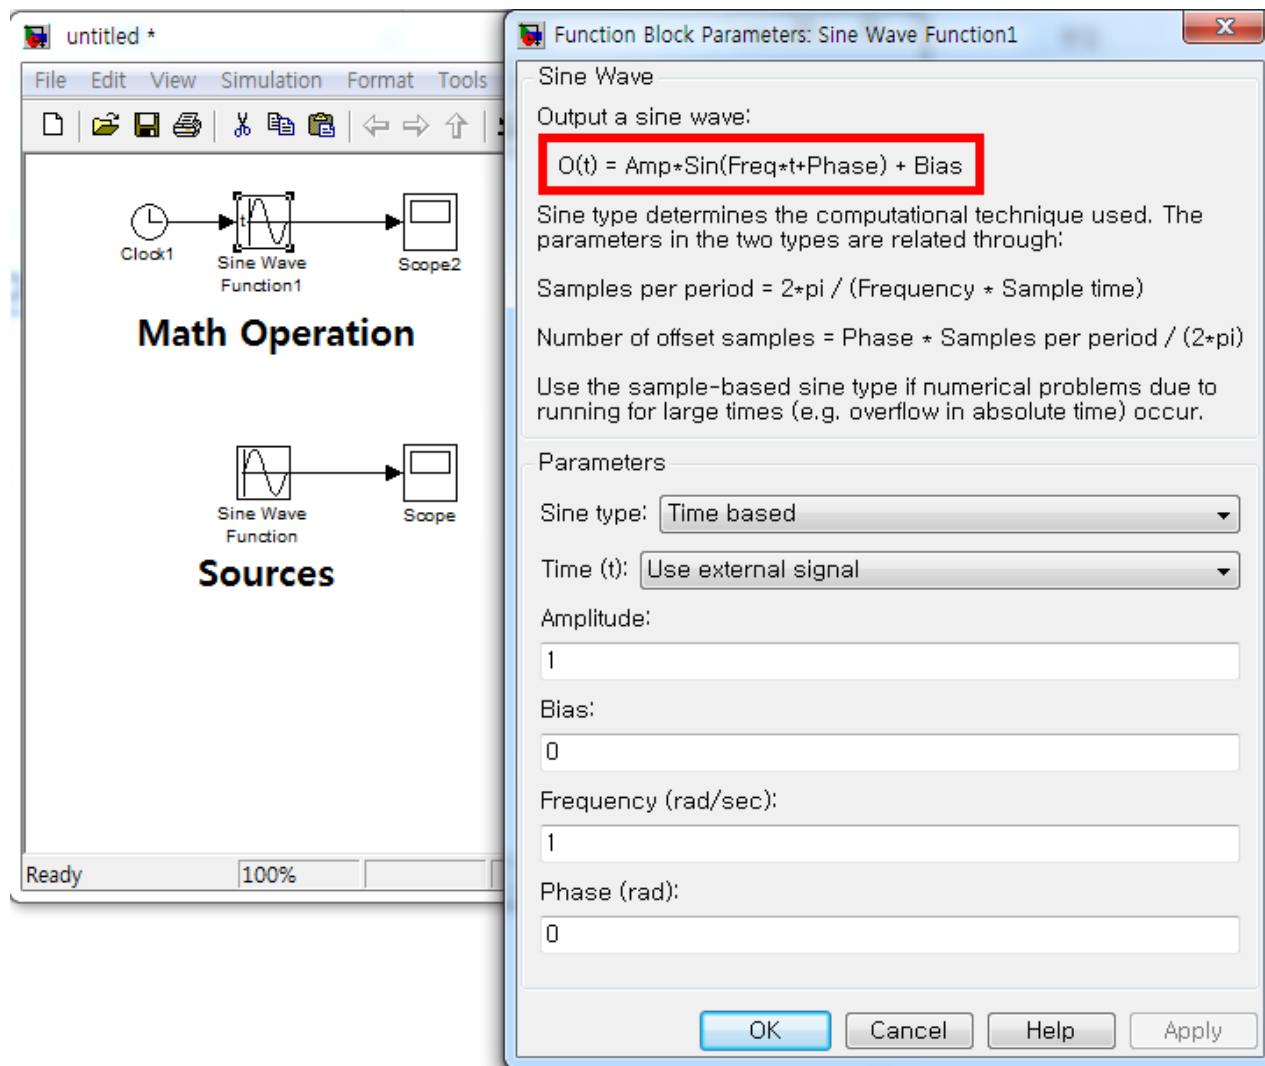 untitled *
File Edit View Simulation Format Tools
t
Clock1
Sine Wave
Function1
Scope2
Math Operation
Sine Wave
Function
Scope
Sources
Ready 100%
Function Block Parameters: Sine Wave Function1
Sine Wave
Output a sine wave:
O(t) = Amp*Sin(Freq*t+Phase) + Bias
Sine type determines the computational technique used. The
parameters in the two types are related through:
Samples per period = 2*pi / (Frequency * Sample time)
Number of offset samples = Phase * Samples per period / (2*pi)
Use the sample-based sine type if numerical problems due to
running for large times (e.g. overflow in absolute time) occur.
Parameters
Sine type: Time based
Time (t): Use external signal
Amplitude:
1
Bias:
0
Frequency (rad/sec):
1
Phase (rad):
0
OK Cancel Help Apply